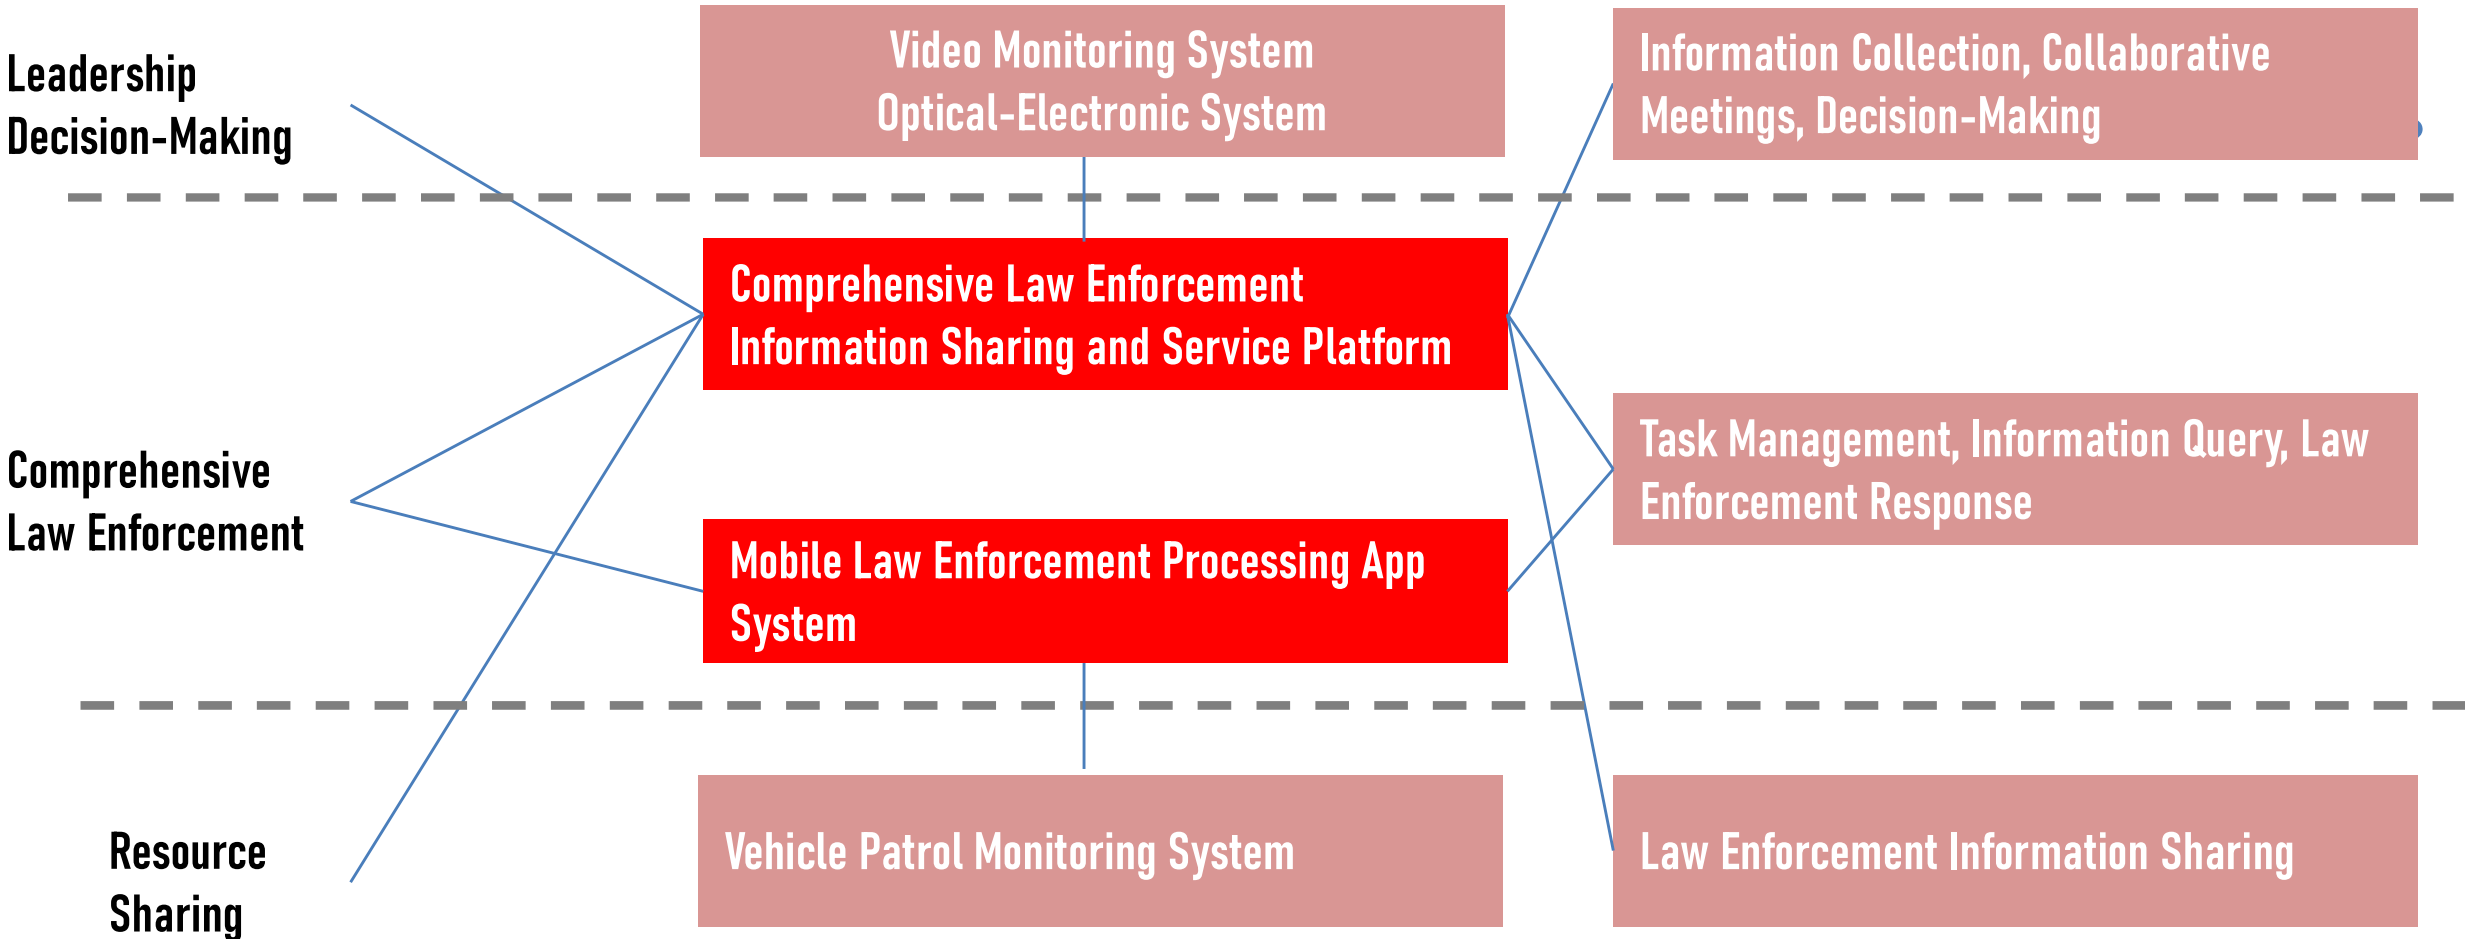 Leadership
Decision-Making
Video Monitoring System
Optical-Electronic System
Information Collection, Collaborative
Meetings, Decision-Making
Comprehensive Law Enforcement
Information Sharing and Service Platform
Comprehensive
Law Enforcement
Task Management, Information Query, Law
Enforcement Response
Mobile Law Enforcement Processing App
System
Resource
Sharing
Vehicle Patrol Monitoring System
Law Enforcement Information Sharing